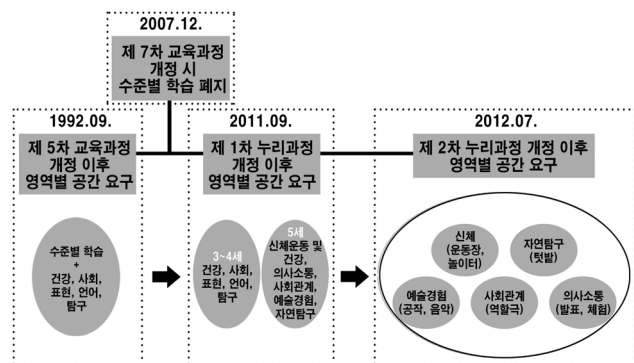 2007.12.
제 7차 교육과정
개정 시
수준별 학습 폐지
1992.09.
제 5차 교육과정
개정 이후
영역별 공간 요구
2011.09.
제 1차 누리과정
개정 이후
영역별 공간 요구
2012.07.
제 2차 누리과정 개정 이후
영역별 공간 요구
수준별 학습
+
건강, 사회,
표현, 언어,
탐구
3~4세
건강, 사회,
표현, 언어,
탐구
5세
신체운동 및
건강,
의사소통,
사회관계,
예술경험,
자연탐구
신체
(운동장,
놀이터)
자연탐구
(텃밭)
예술경험
(공작, 음악)
사회관계
(역할극)
의사소통
(발표, 체험)